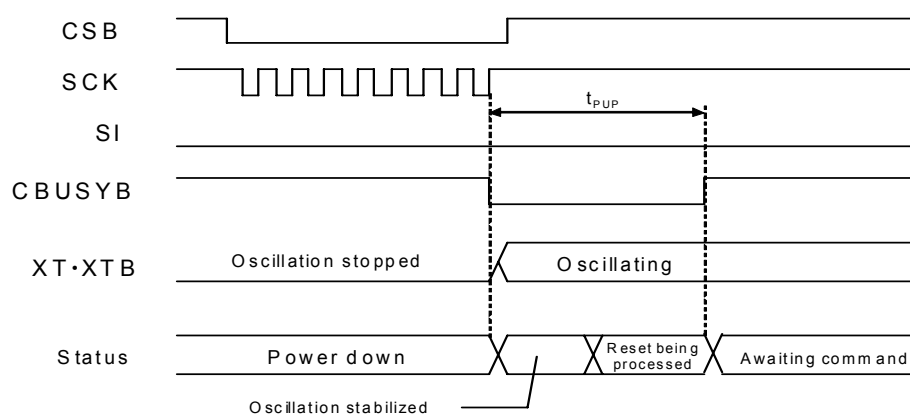 CSB
SCK
t_PUP
SI
CBUSYB
XT・XTB
Oscillation stopped
Oscillating
Status
Power down
Reset being
processed
Awaiting command
Oscillation stabilized